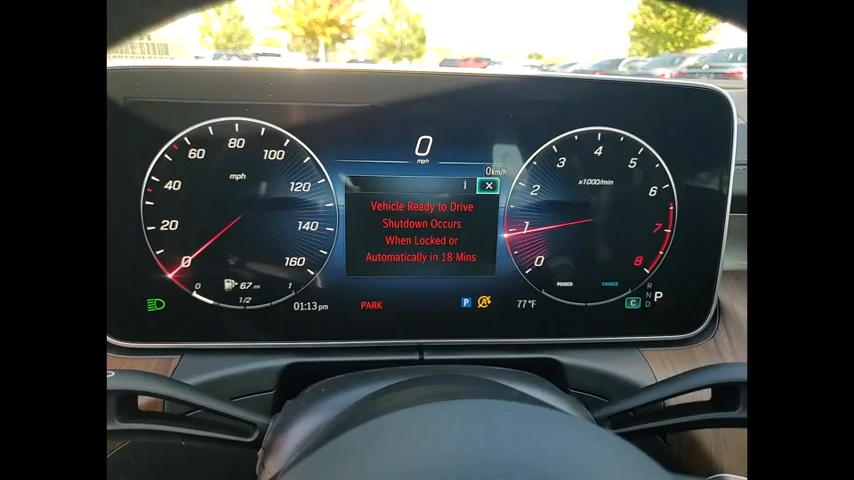 0
mph
0km/h
i ×
Vehicle Ready to Drive
Shutdown Occurs
When Locked or
Automatically in 18 Mins
mph
0
20
40
60
80
100
120
140
160
67 mi
0 1/2 1
x1000/min
0
1
2
3
4
5
6
7
8
POWER CHARGE
01:13 pm
PARK
P
A
77°F
C
R
N
D
P